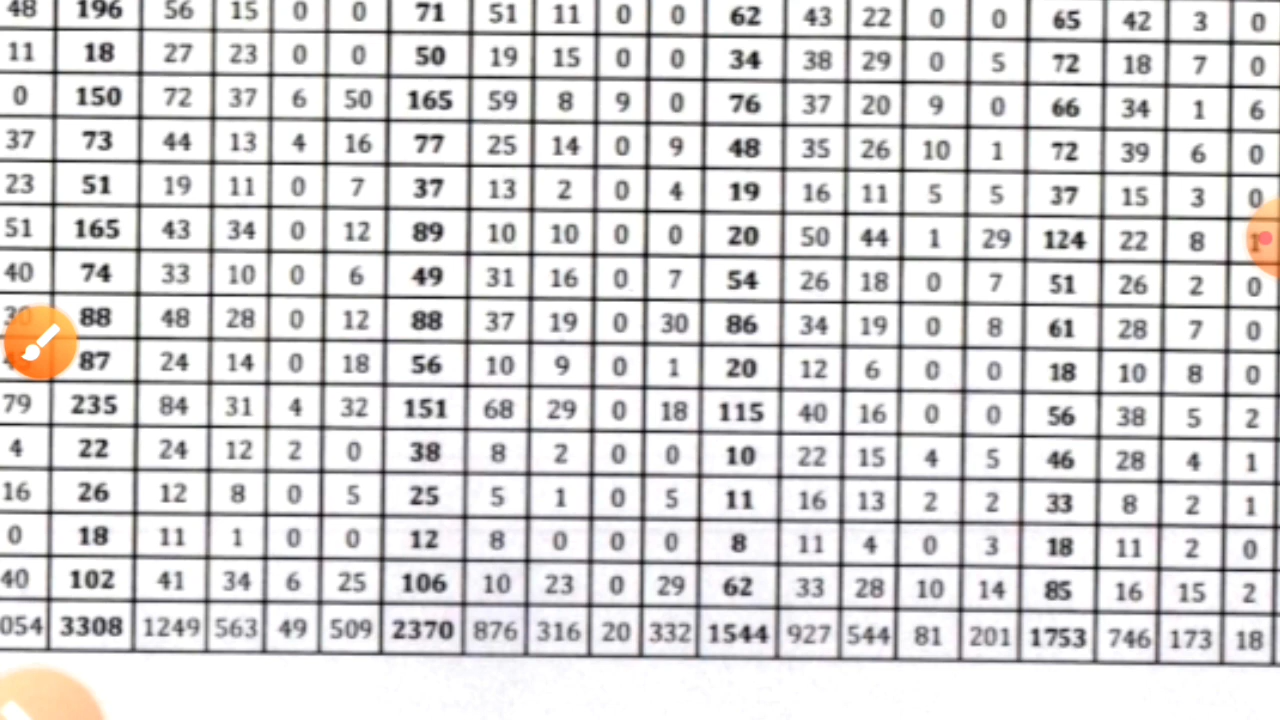 48 196 56 15 0 0 71 51 11 0 0 62 43 22 0 0 65 42 3 0
11 18 27 23 0 0 50 19 15 0 0 34 38 29 0 5 72 18 7 0
0 150 72 37 6 50 165 59 8 9 0 76 37 20 9 0 66 34 1 6
37 73 44 13 4 16 77 25 14 0 9 48 35 26 10 1 72 39 6 0
23 51 19 11 0 7 37 13 2 0 4 19 16 11 5 5 37 15 3 0
51 165 43 34 0 12 89 10 10 0 0 20 50 44 1 29 124 22 8
40 74 33 10 0 6 49 31 16 0 7 54 26 18 0 7 51 26 2 0
88 48 28 0 12 88 37 19 0 30 86 34 19 0 8 61 28 7 0
87 24 14 0 18 56 10 9 0 1 20 12 6 0 0 18 10 8 0
79 235 84 31 4 32 151 68 29 0 18 115 40 16 0 0 56 38 5 2
4 22 24 12 2 0 38 8 2 0 0 10 22 15 4 5 46 28 4 1
16 26 12 8 0 5 25 5 1 0 5 11 16 13 2 2 33 8 2 1
0 18 11 1 0 0 12 8 0 0 0 8 11 4 0 3 18 11 2 0
40 102 41 34 6 25 106 10 23 0 29 62 33 28 10 14 85 16 15 2
054 3308 1249 563 49 509 2370 876 316 20 332 1544 927 544 81 201 1753 746 173 18